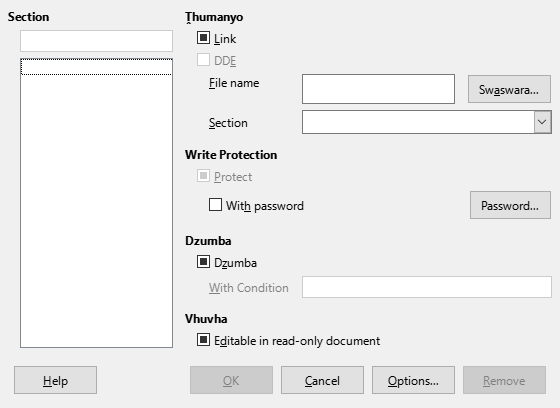 Section
Ṱhumanyo
Link
DDE
File name
Swaswara...
Section
Write Protection
Protect
With password
Password...
Dzumba
Dzumba
With Condition
Vhuvha
Editable in read-only document
Help
OK
Cancel
Options...
Remove